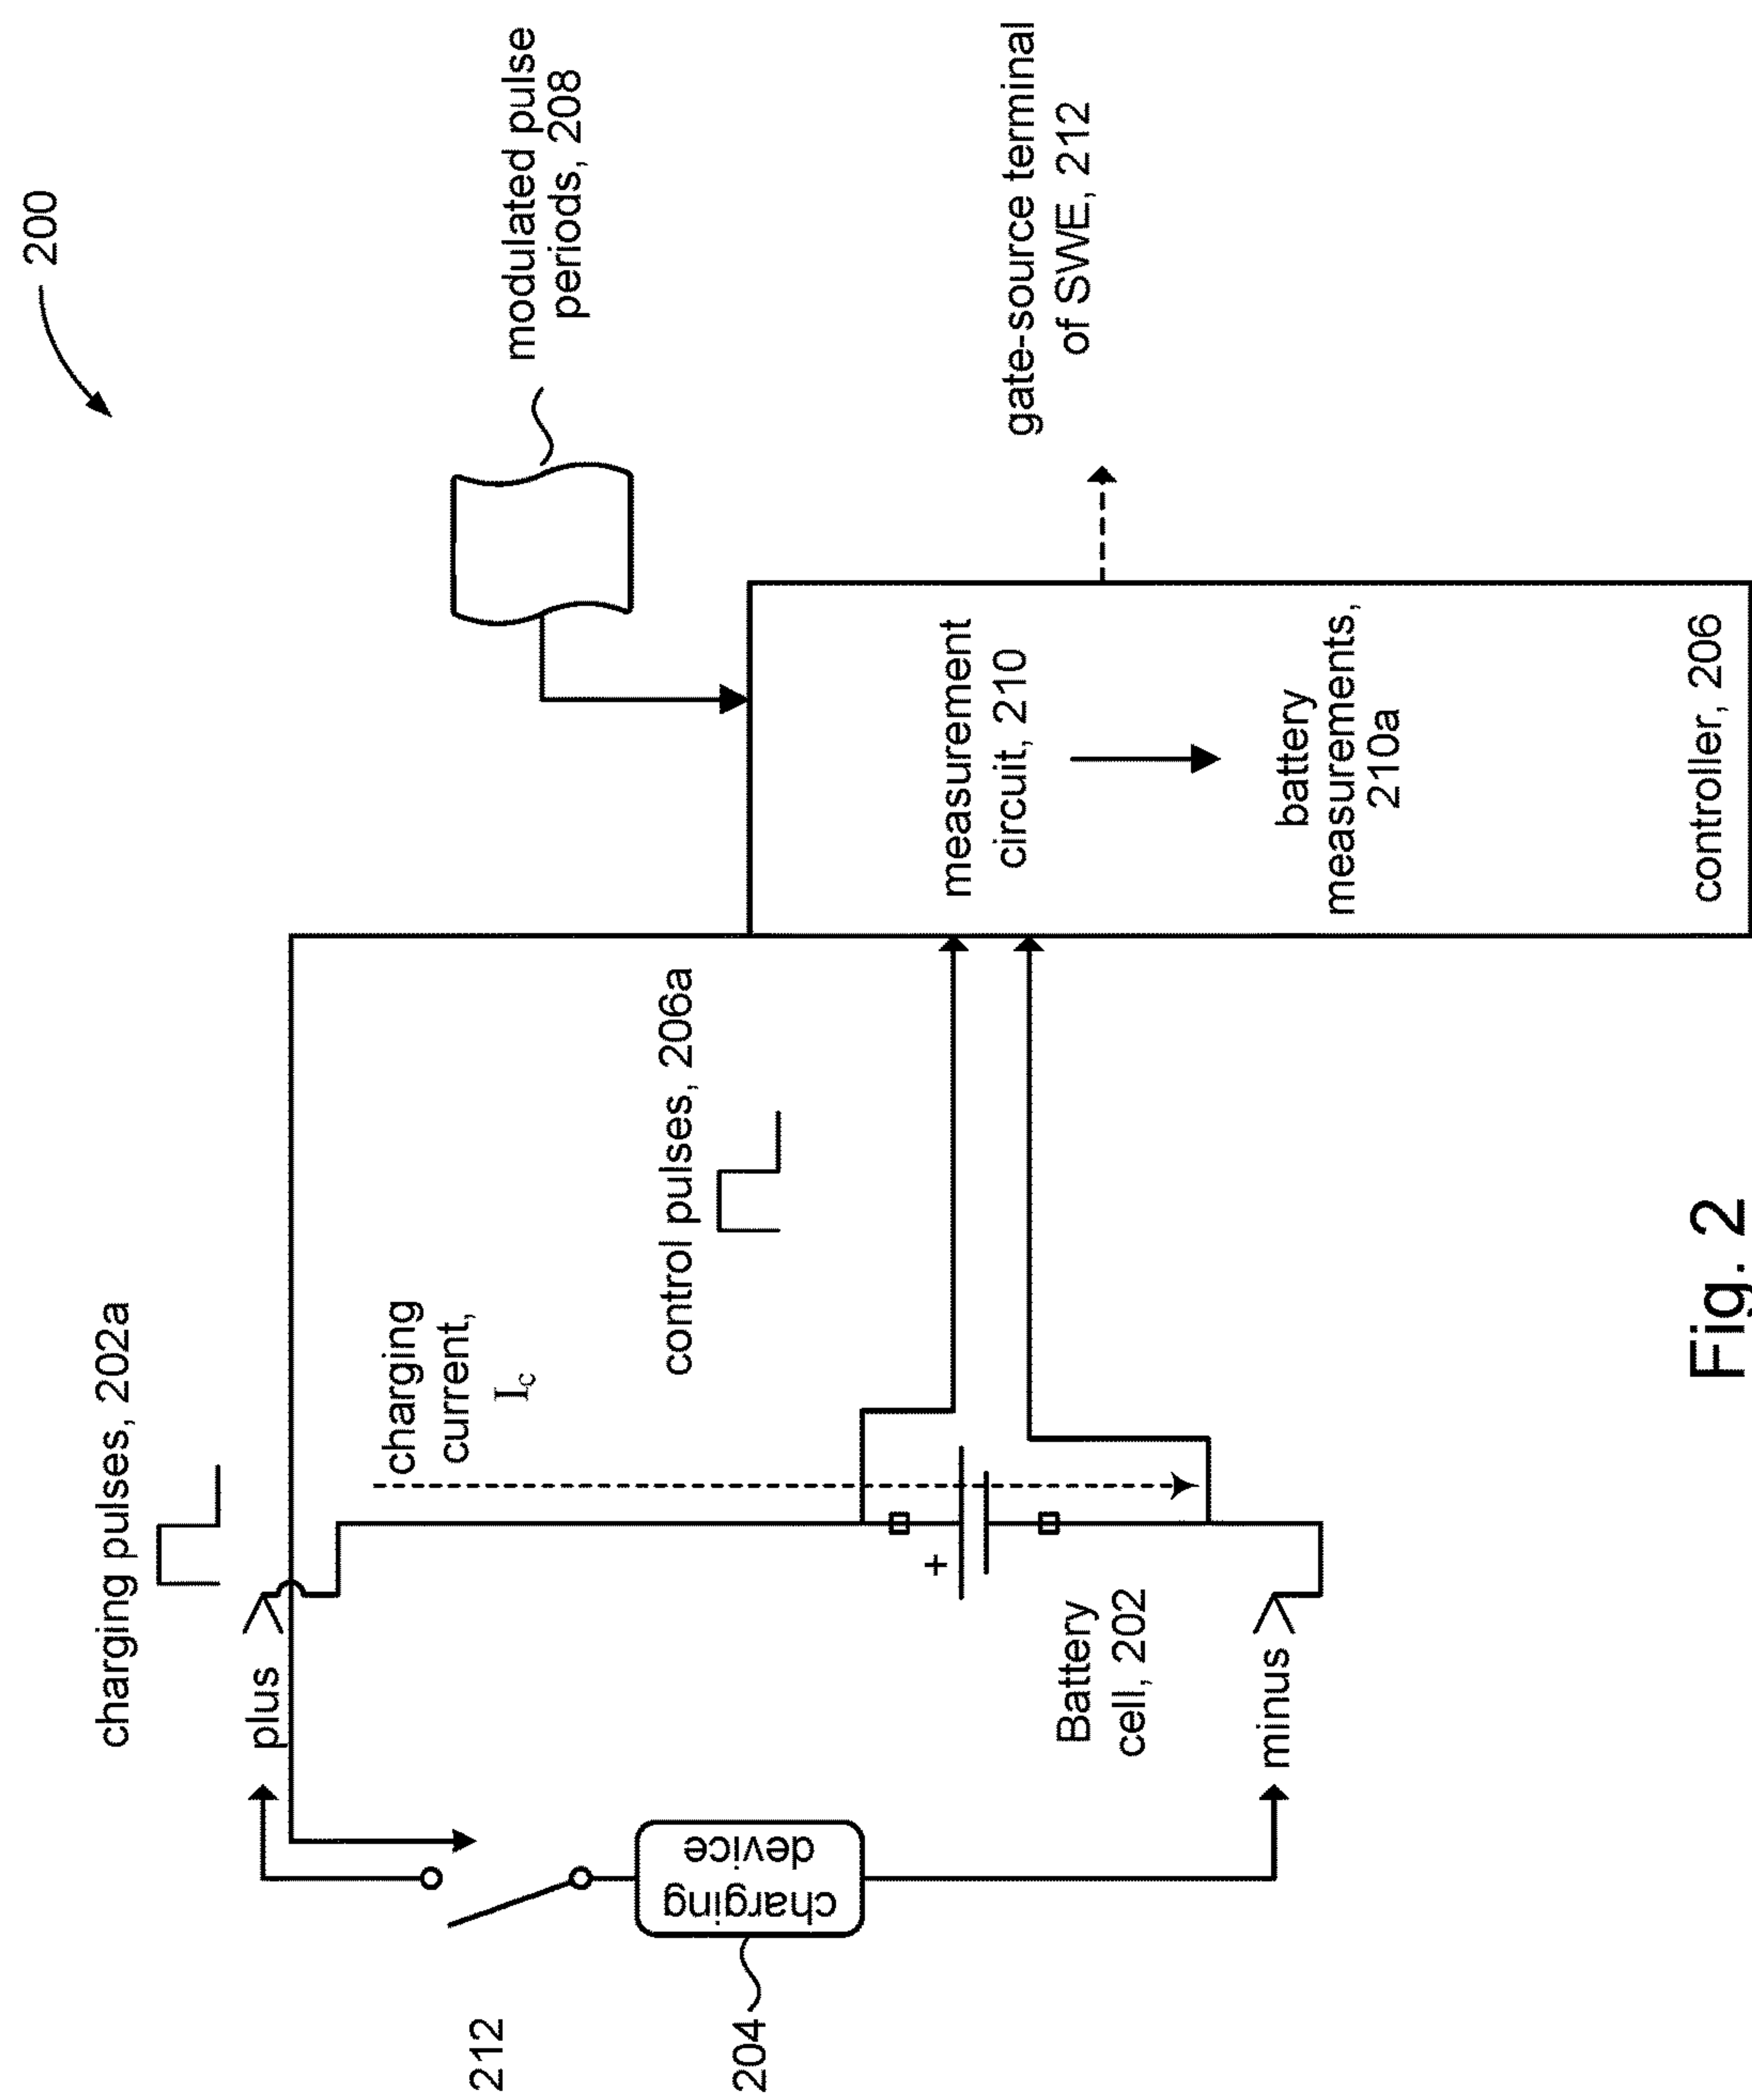 200
charging pulses, 202a
plus
modulated pulse
periods, 208
charging
current,
I_c
212
control pulses, 206a
204
charging
device
+
measurement
circuit, 210
gate-source terminal
of SWE, 212
Battery
cell, 202
minus
battery
measurements,
210a
controller, 206
Fig. 2